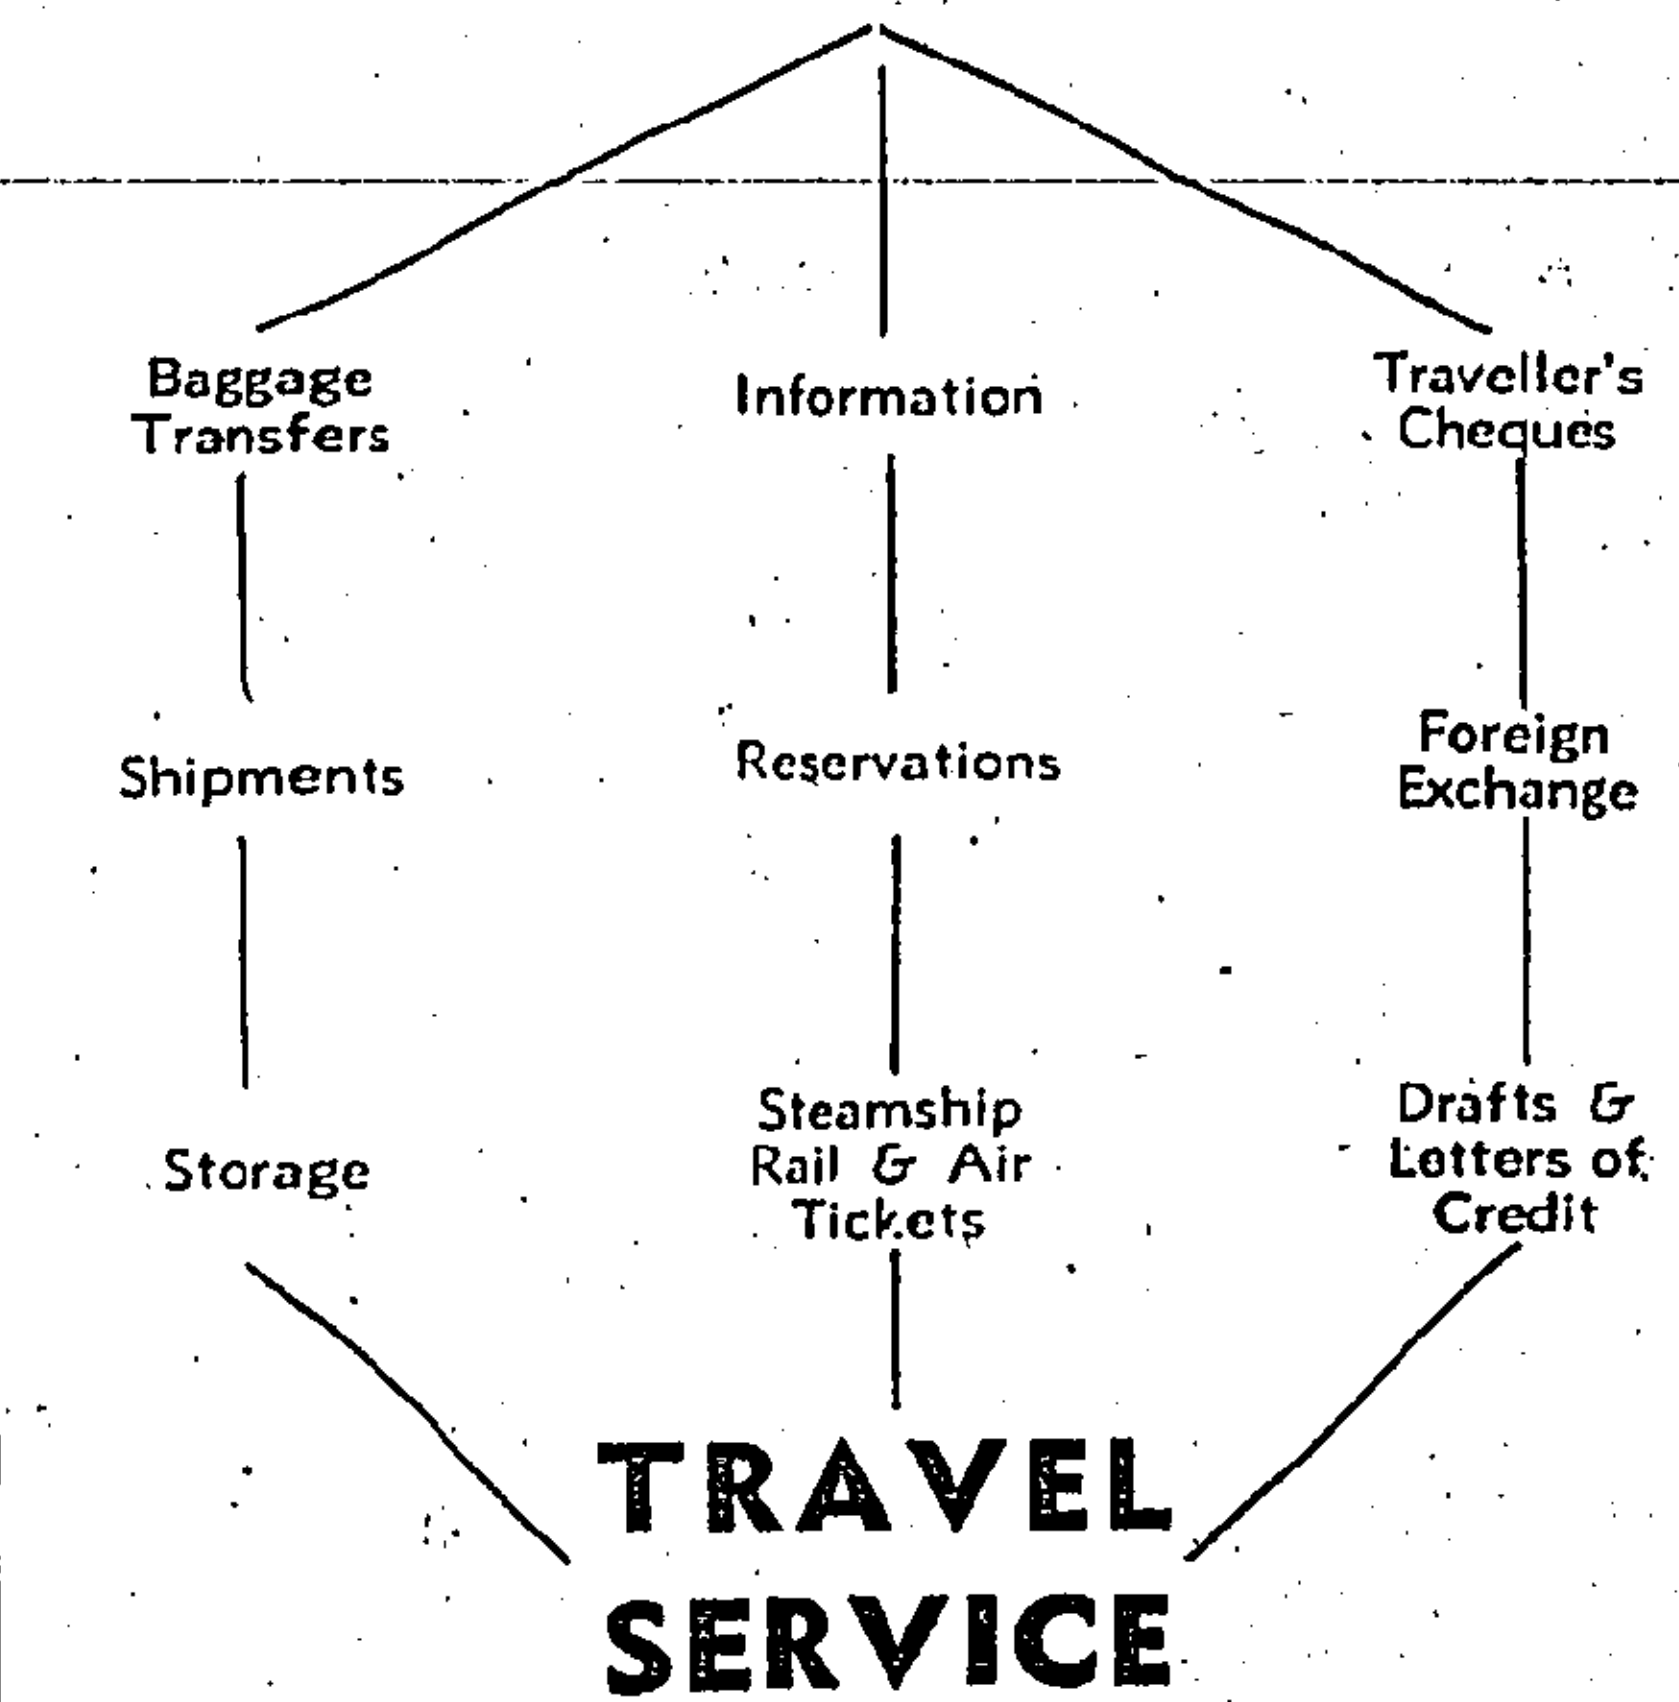 Baggage
Transfers
Information
Traveller's
Cheques
Shipments
Reservations
Foreign
Exchange
Storage
Steamship
Rail & Air
Tickets
Drafts &
Letters of
Credit
TRAVEL
SERVICE